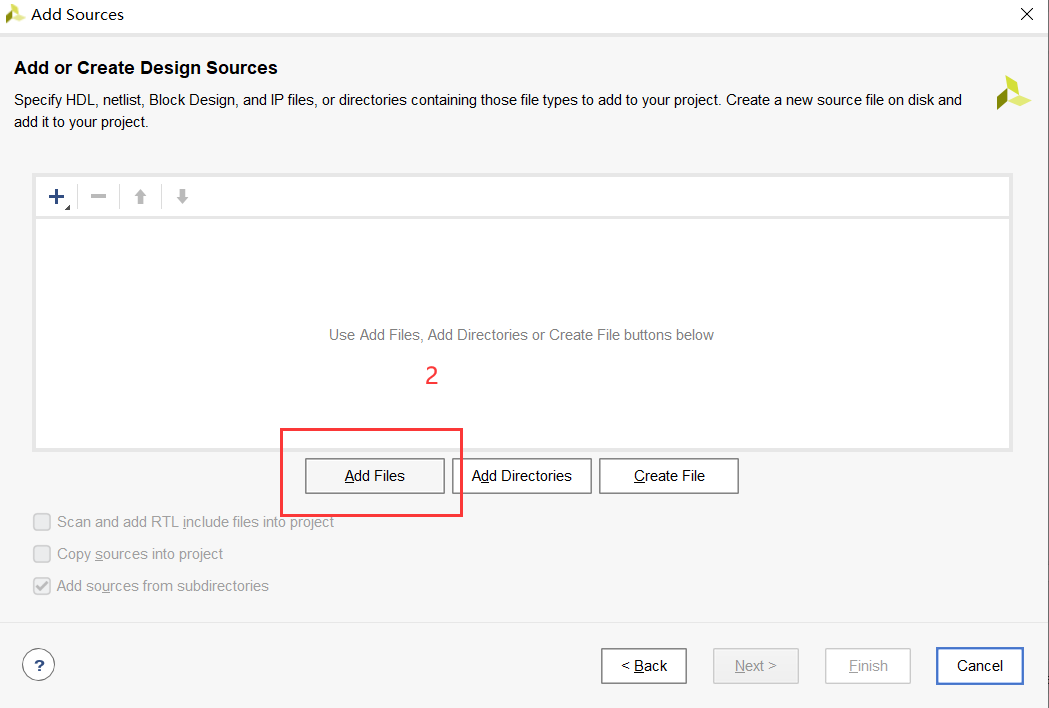 Add Sources
Add or Create Design Sources
Specify HDL, netlist, Block Design, and IP files, or directories containing those file types to add to your project. Create a new source file on disk and
add it to your project.
Use Add Files, Add Directories or Create File buttons below
2
Add Files
Add Directories
Create File
Scan and add RTL include files into project
Copy sources into project
Add sources from subdirectories
?
< Back
Next >
Finish
Cancel